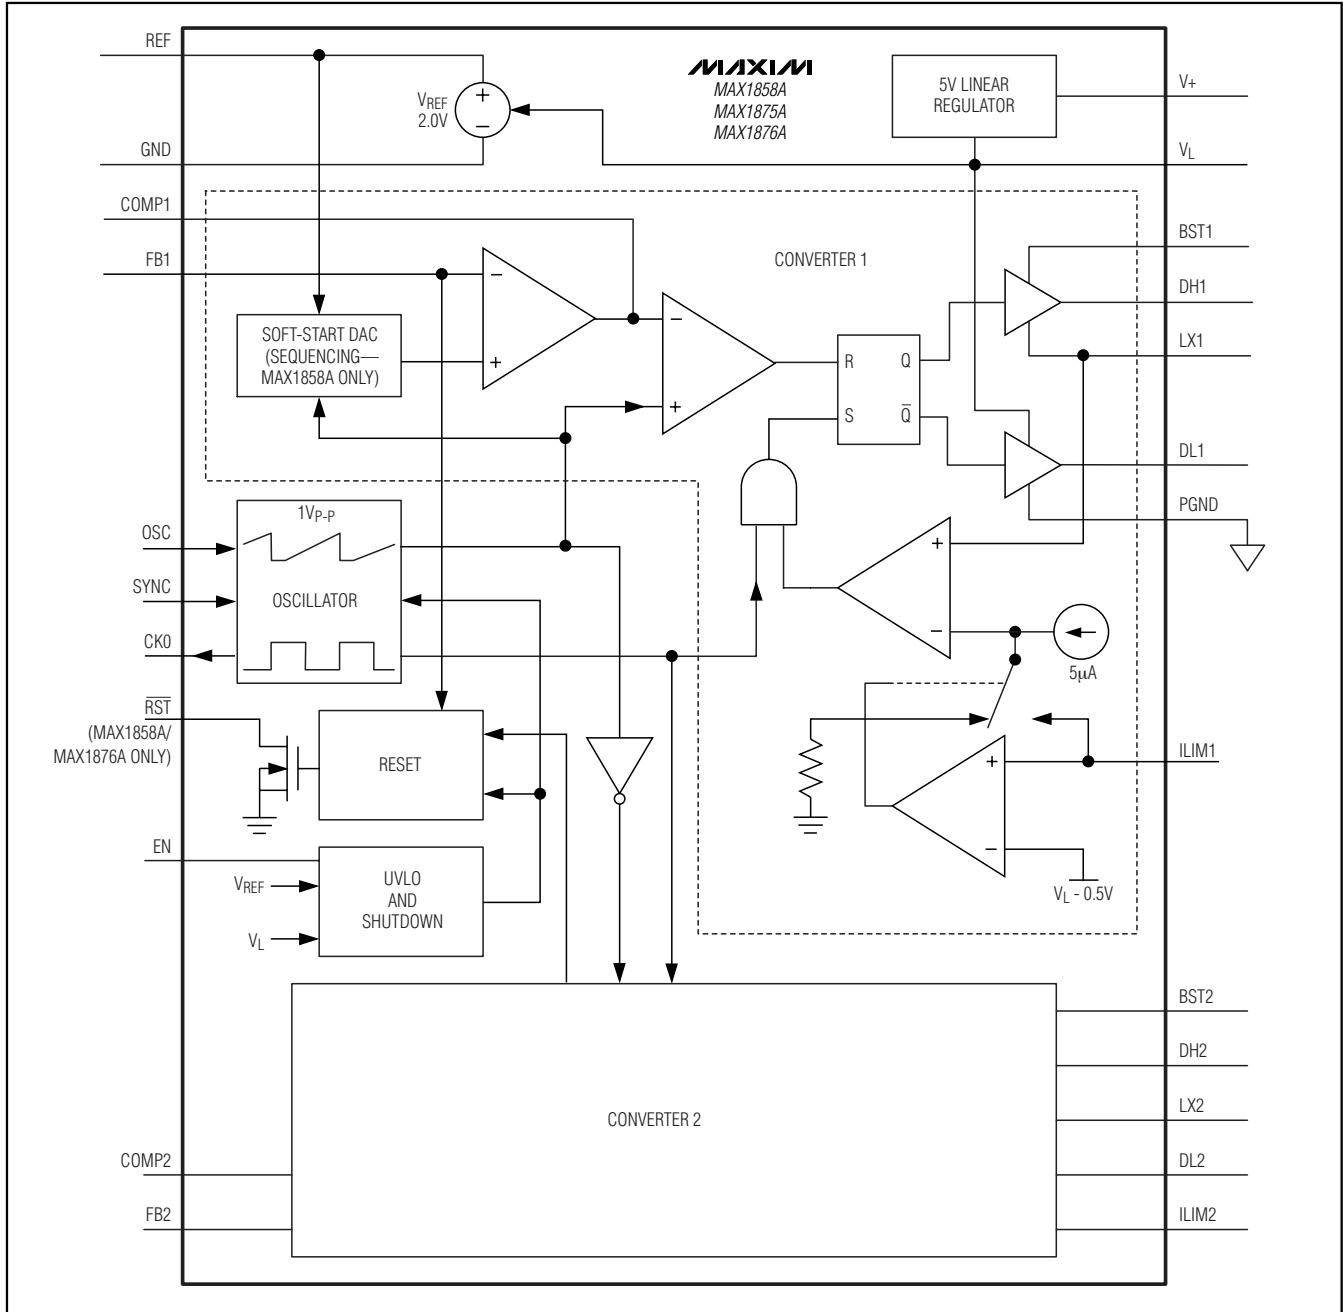 REF
V+
MAXIM
MAX1858A
MAX1875A
MAX1876A
5V LINEAR
REGULATOR
+
VREF
2.0V
−
GND
VL
COMP1
BST1
FB1
CONVERTER 1
−
DH1
SOFT-START DAC
(SEQUENCING—
MAX1858A ONLY)
−
LX1
+
R
Q
+
S
Q̅
DL1
1VP-P
PGND
OSC
+
SYNC
OSCILLATOR
CK0
−
5µA
R̅S̅T̅
(MAX1858A/
MAX1876A ONLY)
RESET
+
ILIM1
EN
−
VREF
UVLO
AND
SHUTDOWN
VL
VL - 0.5V
BST2
DH2
CONVERTER 2
LX2
COMP2
DL2
FB2
ILIM2